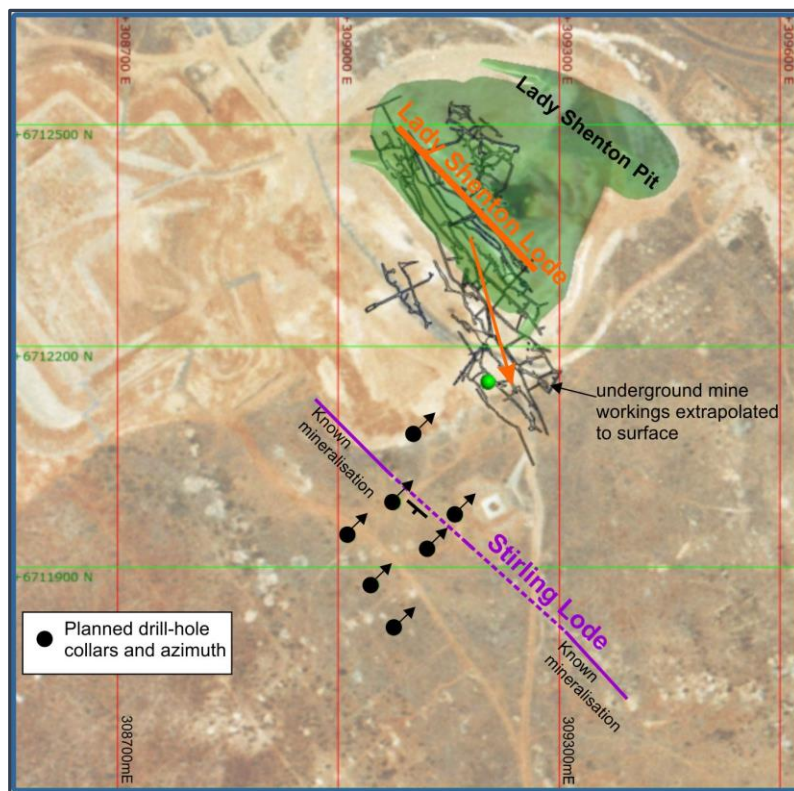 308700 E
309000 E
309300 E
309600 E
6712500 N
Lady Shenton Pit
Lady Shenton Lode
6712200 N
underground mine
workings extrapolated
to surface
Known
mineralisation
6711900 N
Stirling Lode
Planned drill-hole
collars and azimuth
Known
mineralisation
308700mE
309300mE